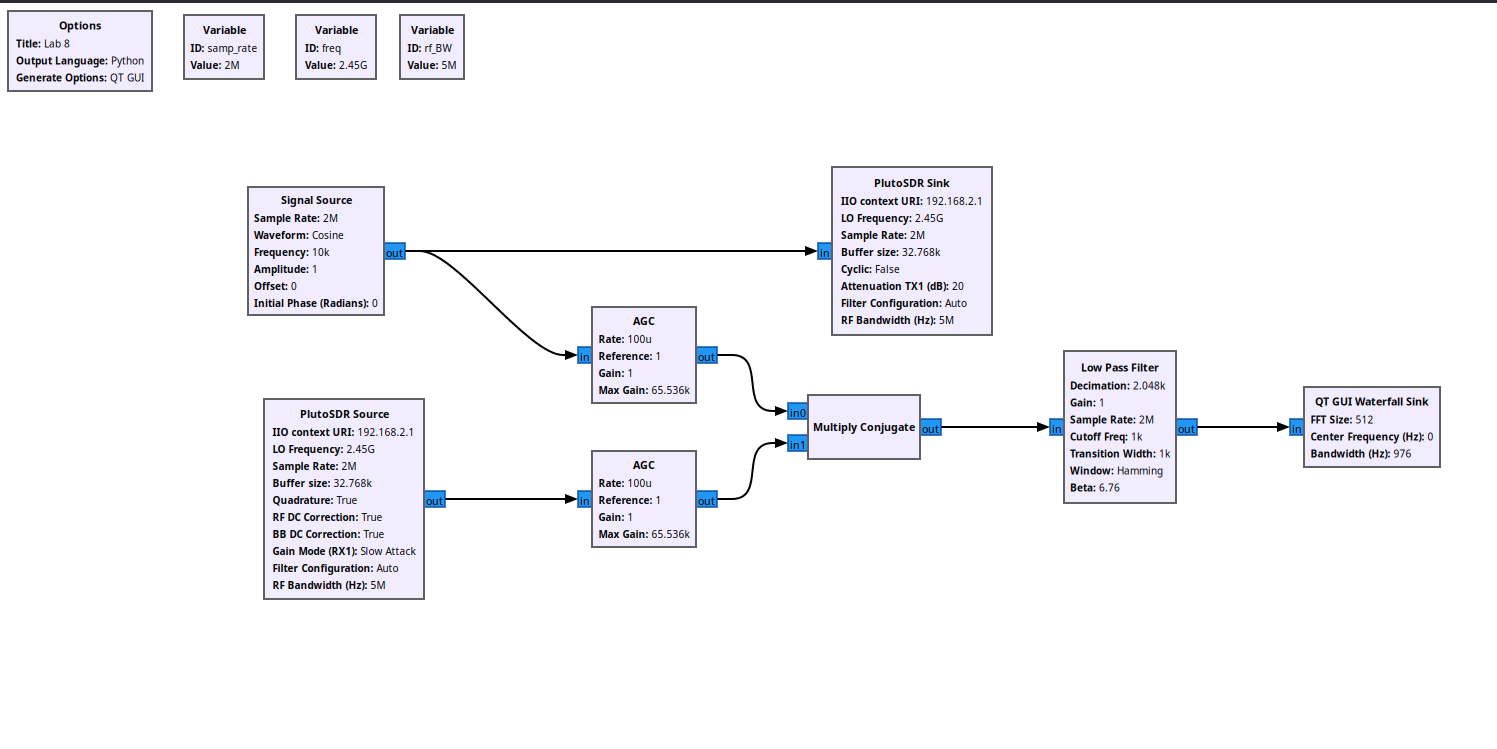 Options
Title: Lab 8
Output Language: Python
Generate Options: QT GUI
Variable
ID: samp_rate
Value: 2M
Variable
ID: freq
Value: 2.45G
Variable
ID: rf_BW
Value: 5M
Signal Source
Sample Rate: 2M
Waveform: Cosine
Frequency: 10k
Amplitude: 1
Offset: 0
Initial Phase (Radians): 0
out
PlutoSDR Sink
IIO context URI: 192.168.2.1
LO Frequency: 2.45G
Sample Rate: 2M
Buffer size: 32.768k
Cyclic: False
Attenuation TX1 (dB): 20
Filter Configuration: Auto
RF Bandwidth (Hz): 5M
in
AGC
Rate: 100u
Reference: 1
Gain: 1
Max Gain: 65.536k
in
out
PlutoSDR Source
IIO context URI: 192.168.2.1
LO Frequency: 2.45G
Sample Rate: 2M
Buffer size: 32.768k
Quadrature: True
RF DC Correction: True
BB DC Correction: True
Gain Mode (RX1): Slow Attack
Filter Configuration: Auto
RF Bandwidth (Hz): 5M
out
AGC
Rate: 100u
Reference: 1
Gain: 1
Max Gain: 65.536k
in
out
in0
in1
Multiply Conjugate
out
Low Pass Filter
Decimation: 2.048k
Gain: 1
Sample Rate: 2M
Cutoff Freq: 1k
Transition Width: 1k
Window: Hamming
Beta: 6.76
in
out
QT GUI Waterfall Sink
FFT Size: 512
Center Frequency (Hz): 0
Bandwidth (Hz): 976
in